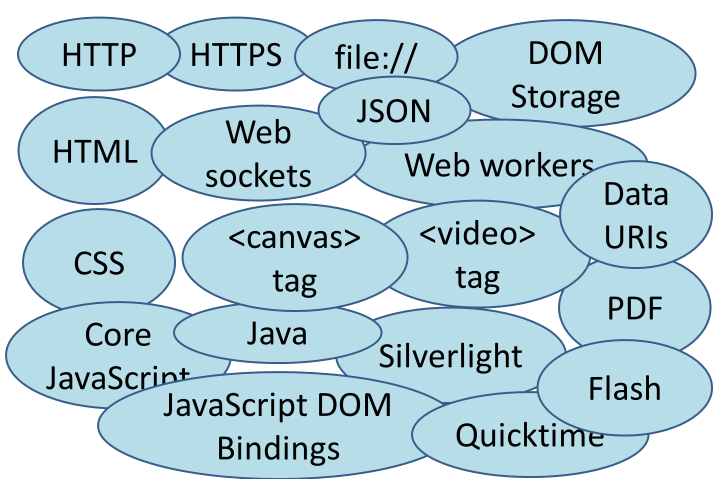 HTTP
HTTPS
file://
DOM
Storage
JSON
HTML
Web
sockets
Web workers
Data
URIs
CSS
<canvas>
tag
<video>
tag
PDF
Core
JavaScript
Java
Silverlight
Flash
JavaScript DOM
Bindings
Quicktime